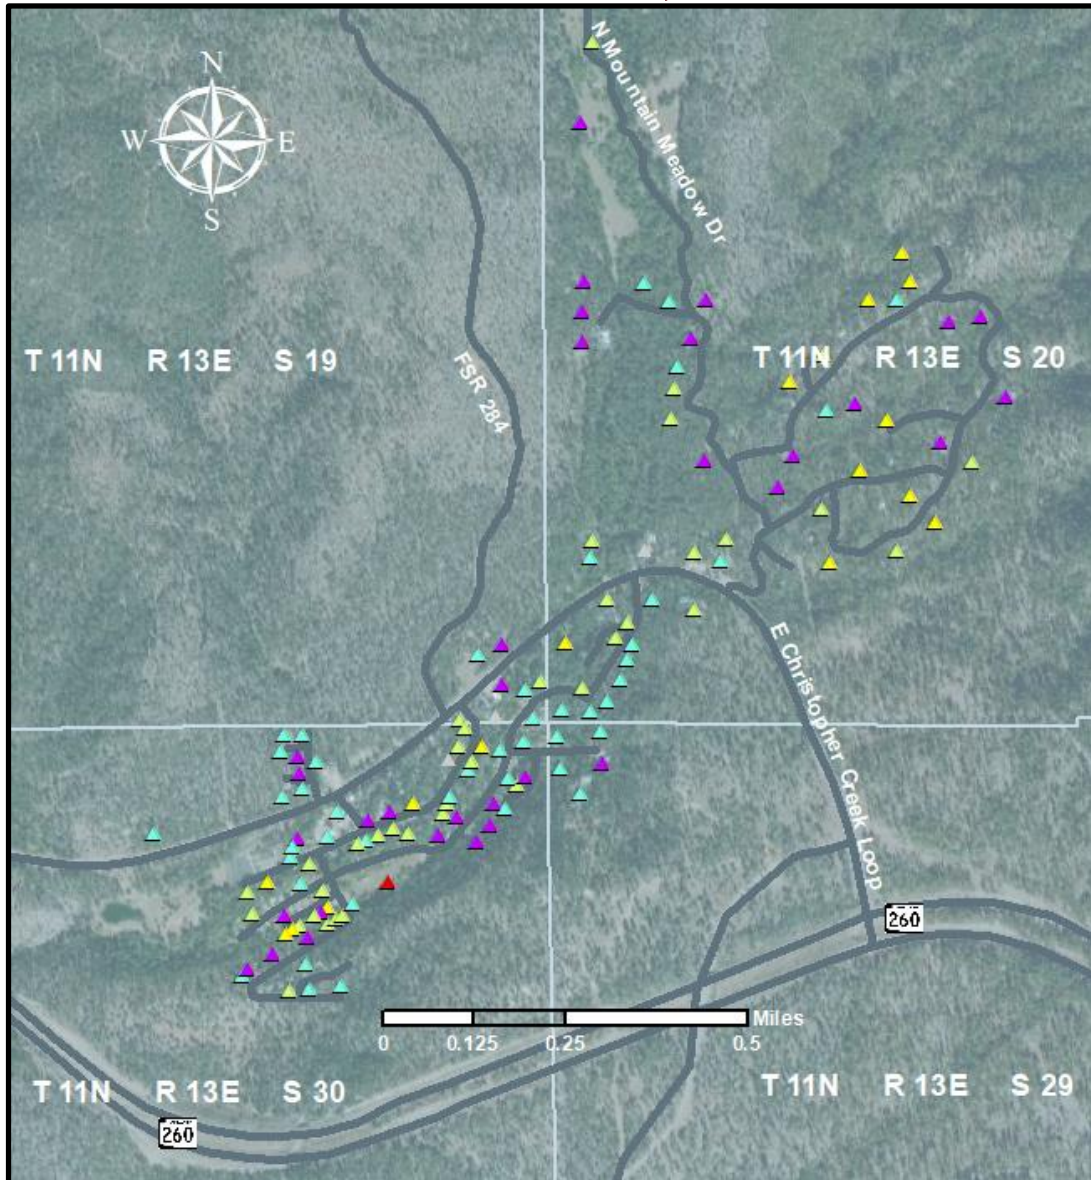 N
W E
S
N Mountain Meadow Dr
T 11N R 13E S 19
T 11N R 13E S 20
FSR 284
E Christopher Creek Loop
260
Miles
0 0.125 0.25 0.5
T 11N R 13E S 30
T 11N R 13E S 29
260